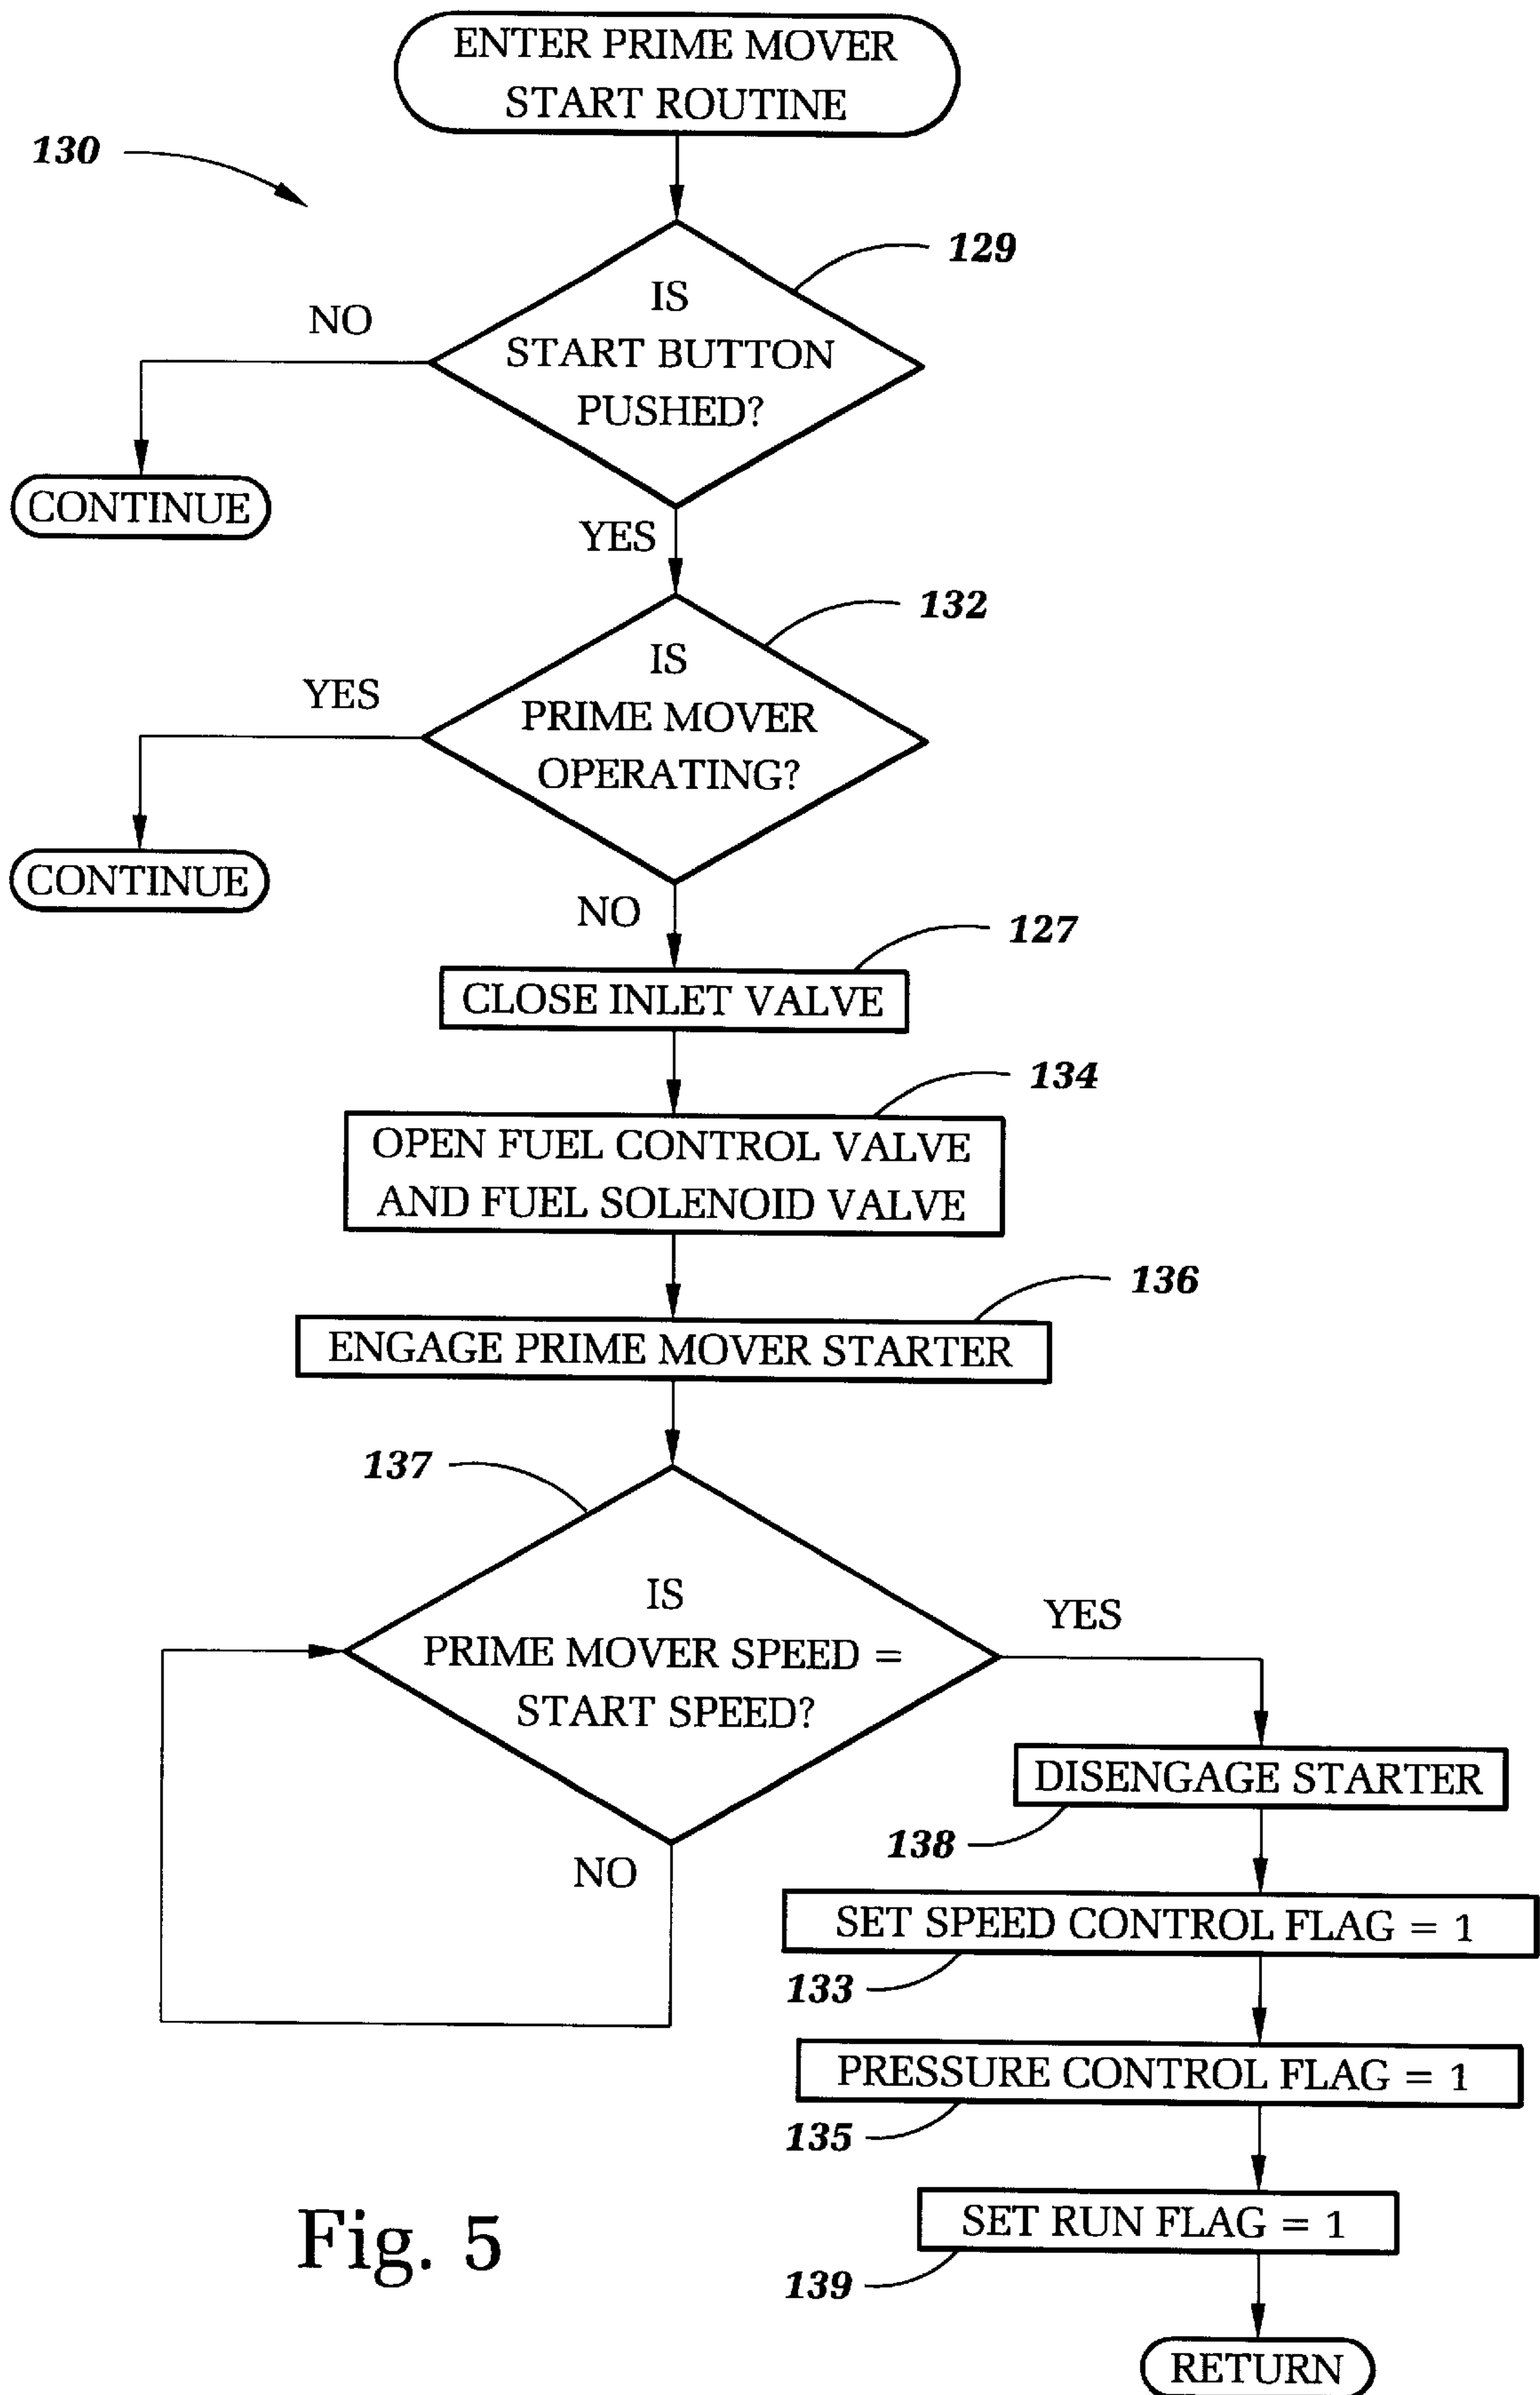 ENTER PRIME MOVER
START ROUTINE
130
129
IS
START BUTTON
PUSHED?
NO
CONTINUE
YES
132
IS
PRIME MOVER
OPERATING?
YES
CONTINUE
NO
127
CLOSE INLET VALVE
134
OPEN FUEL CONTROL VALVE
AND FUEL SOLENOID VALVE
136
ENGAGE PRIME MOVER STARTER
137
IS
PRIME MOVER SPEED =
START SPEED?
YES
NO
DISENGAGE STARTER
138
SET SPEED CONTROL FLAG = 1
133
PRESSURE CONTROL FLAG = 1
135
SET RUN FLAG = 1
139
RETURN
Fig. 5